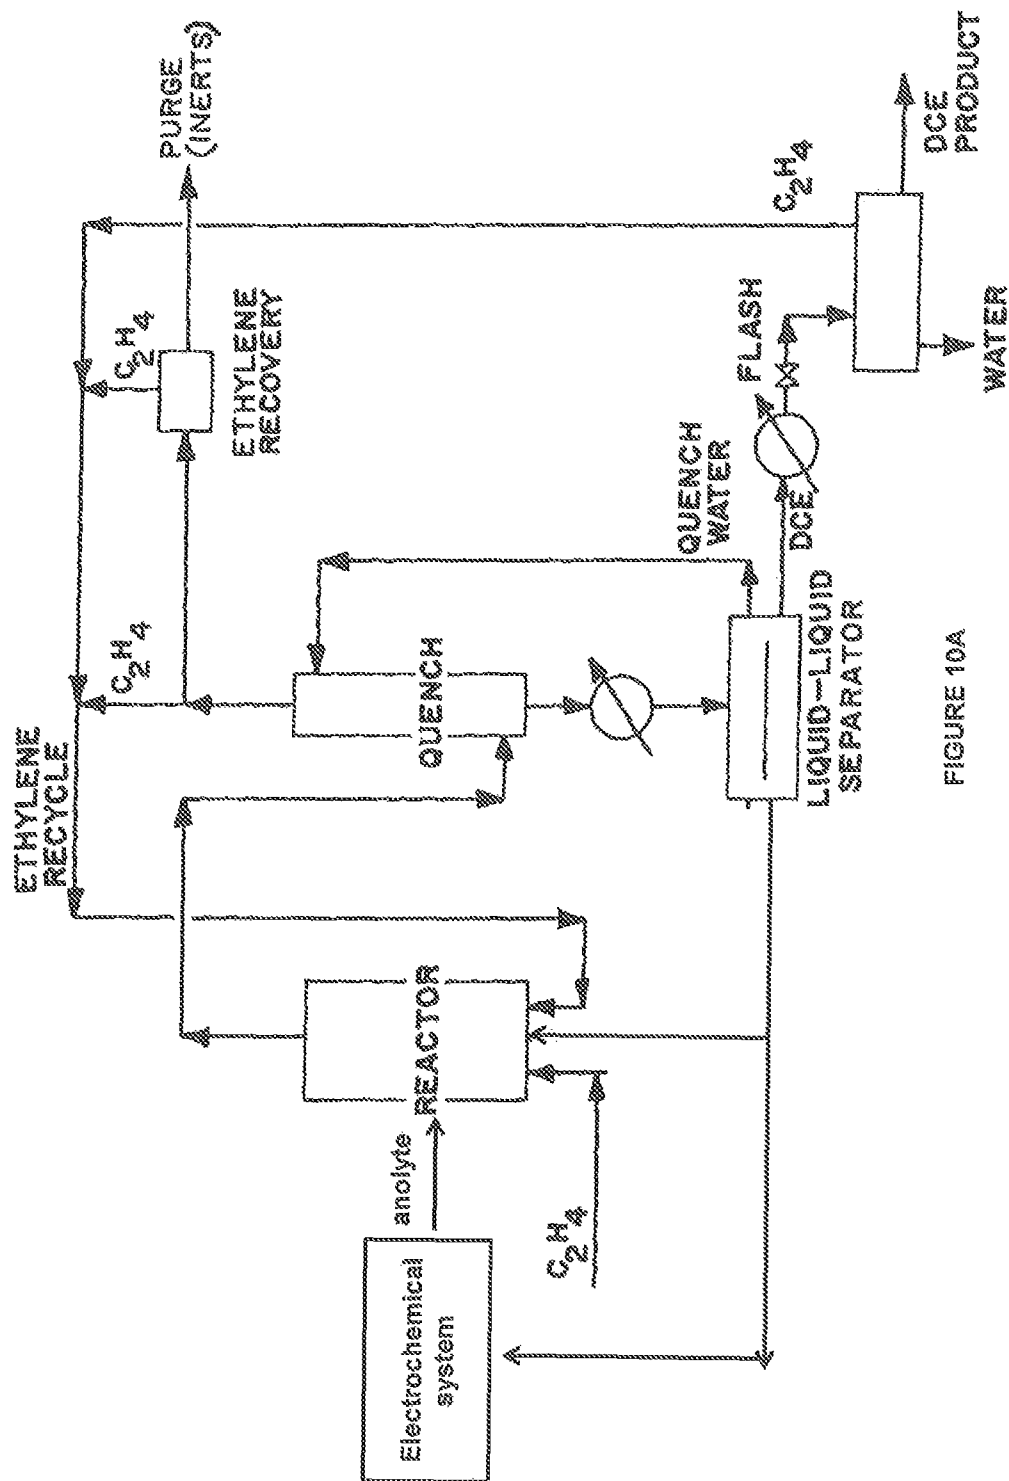 ETHYLENE
RECYCLE
C2H4
C2H4
PURGE
(INERTS)
ETHYLENE
RECOVERY
Electrochemical
system
anolyte
REACTOR
QUENCH
C2H4
QUENCH
WATER
C2H4
LIQUID-LIQUID
SEPARATOR
DCE
FLASH
WATER
DCE
PRODUCT
FIGURE 10A